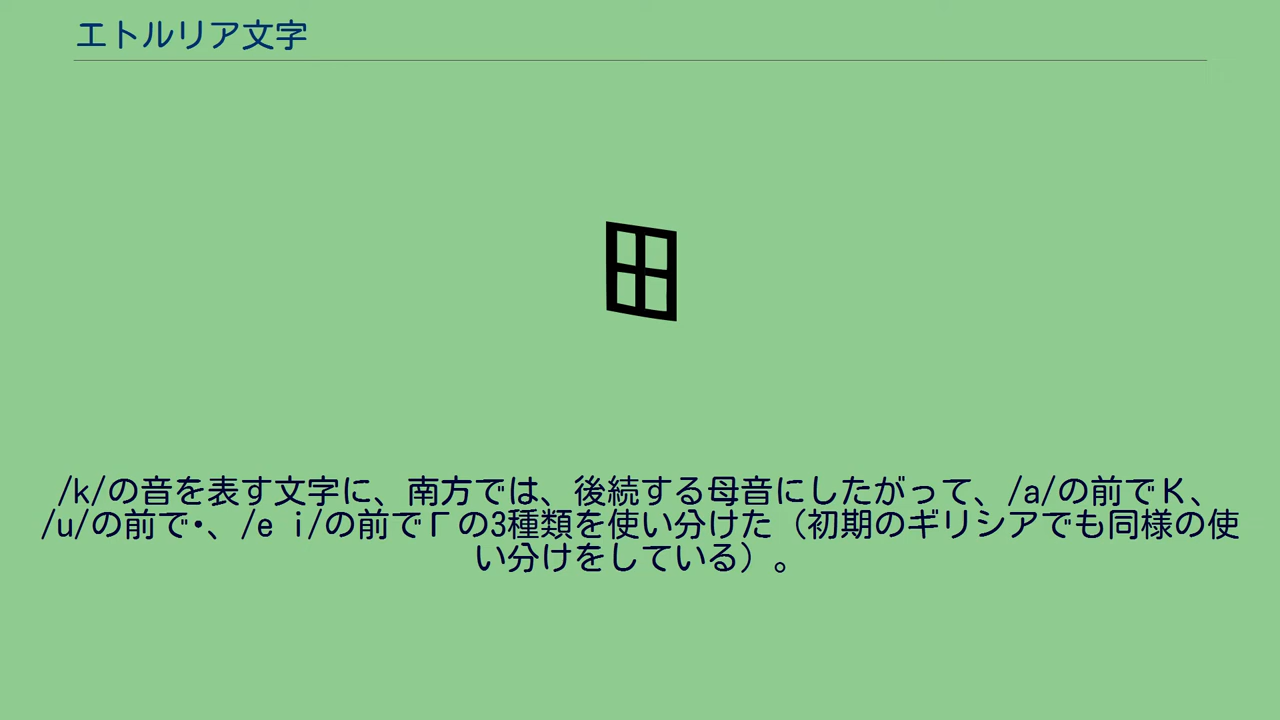 エトルリア文字
/k/の音を表す文字に、南方では、後続する母音にしたがって、/a/の前でΚ、
/u/の前で・、/e i/の前でΓの3種類を使い分けた（初期のギリシアでも同様の使
い分けをしている）。